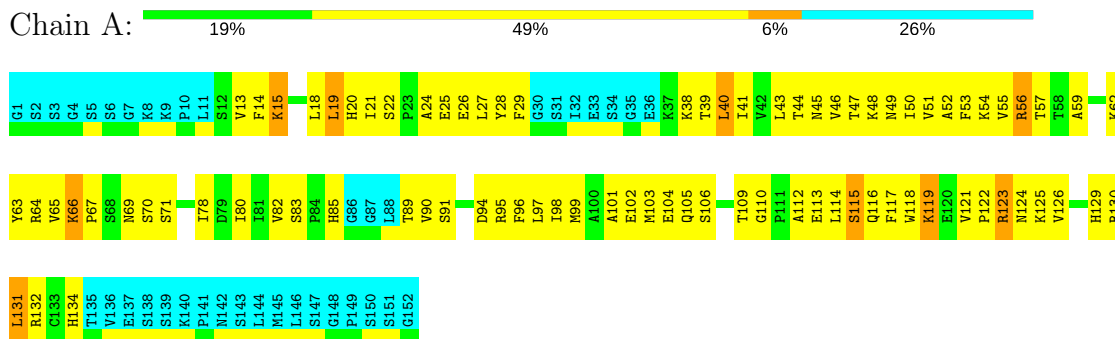 Chain A:
19% 49% 6% 26%
G1 S2 S3 G4 S5 S6 G7 K8 K9 P10 L11 S12 V13 F14 K15 L18 L19 H20 I21 S22 P23 A24 E25 E26 L27 Y28 F29 G30 S31 I32 E33 S34 G35 E36 K37 K38 T39 L40 I41 V42 L43 T44 N45 V46 T47 K48 N49 I50 V51 A52 F53 K54 V55 R56 T57 T58 A59 K62
Y63 R64 V65 K66 P67 S68 N69 S70 S71 I78 D79 I80 I81 V82 S83 P84 H85 G86 G87 L88 T89 V90 S91 D94 R95 F96 L97 I98 M99 A100 A101 E102 M103 E104 Q105 S106 T109 G110 P111 A112 E113 L114 S115 Q116 F117 W118 K119 E120 V121 P122 R123 N124 K125 V126 H129 R130
L131 R132 C133 H134 T135 V136 E137 S138 S139 K140 P141 N142 S143 L144 M145 L146 S147 G148 P149 S150 S151 G152